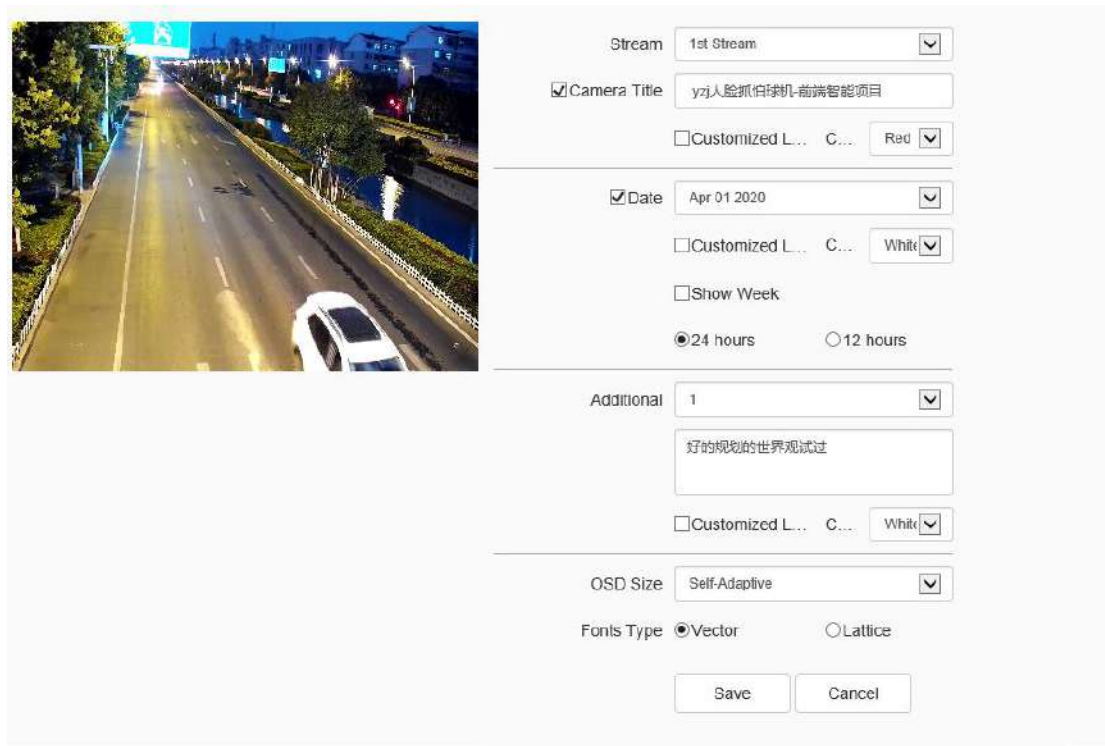 Stream 1st Stream
Camera Title yzj人脸抓怕球机-前端智能项目
Customized L... C... Red
Date Apr 01 2020
Customized L... C... White
Show Week
24 hours 12 hours
Additional 1
好的规划的世界观试过
Customized L... C... White
OSD Size Self-Adaptive
Fonts Type Vector Lattice
Save Cancel